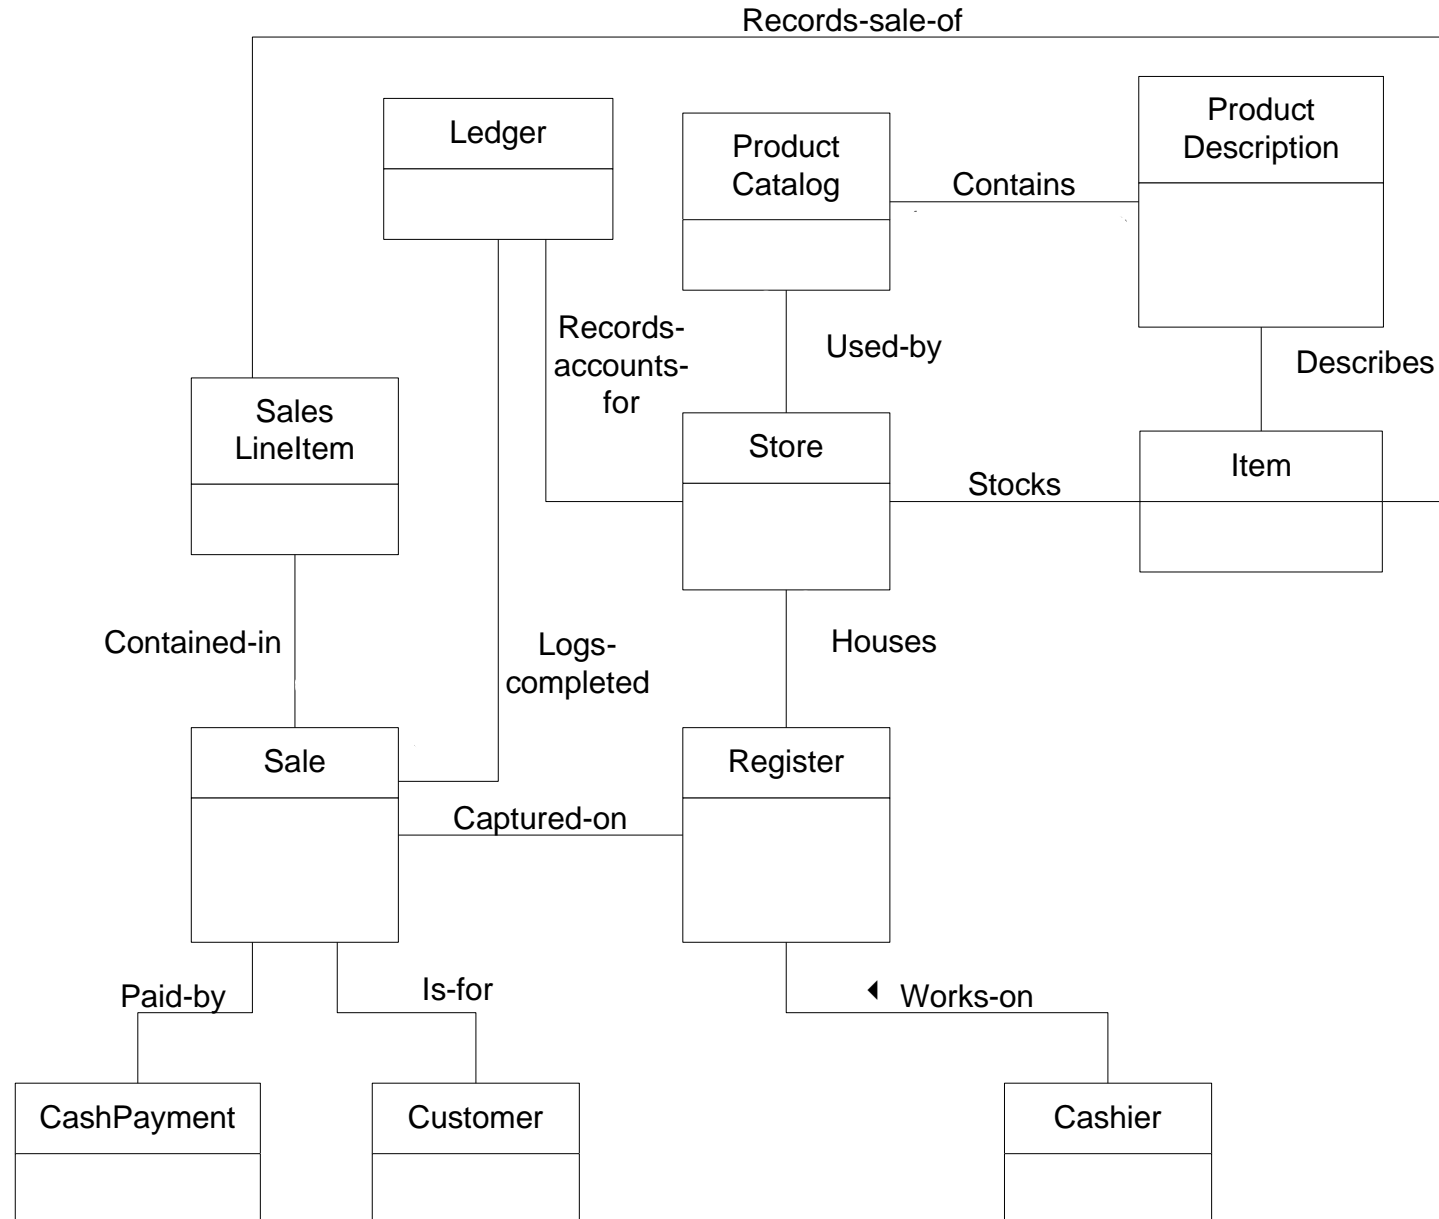 Records-sale-of
Ledger
Product
Catalog
Contains
Product
Description
Records-
accounts-
for
Used-by
Describes
Sales
LineItem
Store
Stocks
Item
Contained-in
Logs-
completed
Houses
Sale
Captured-on
Register
Paid-by
Is-for
Works-on
CashPayment
Customer
Cashier